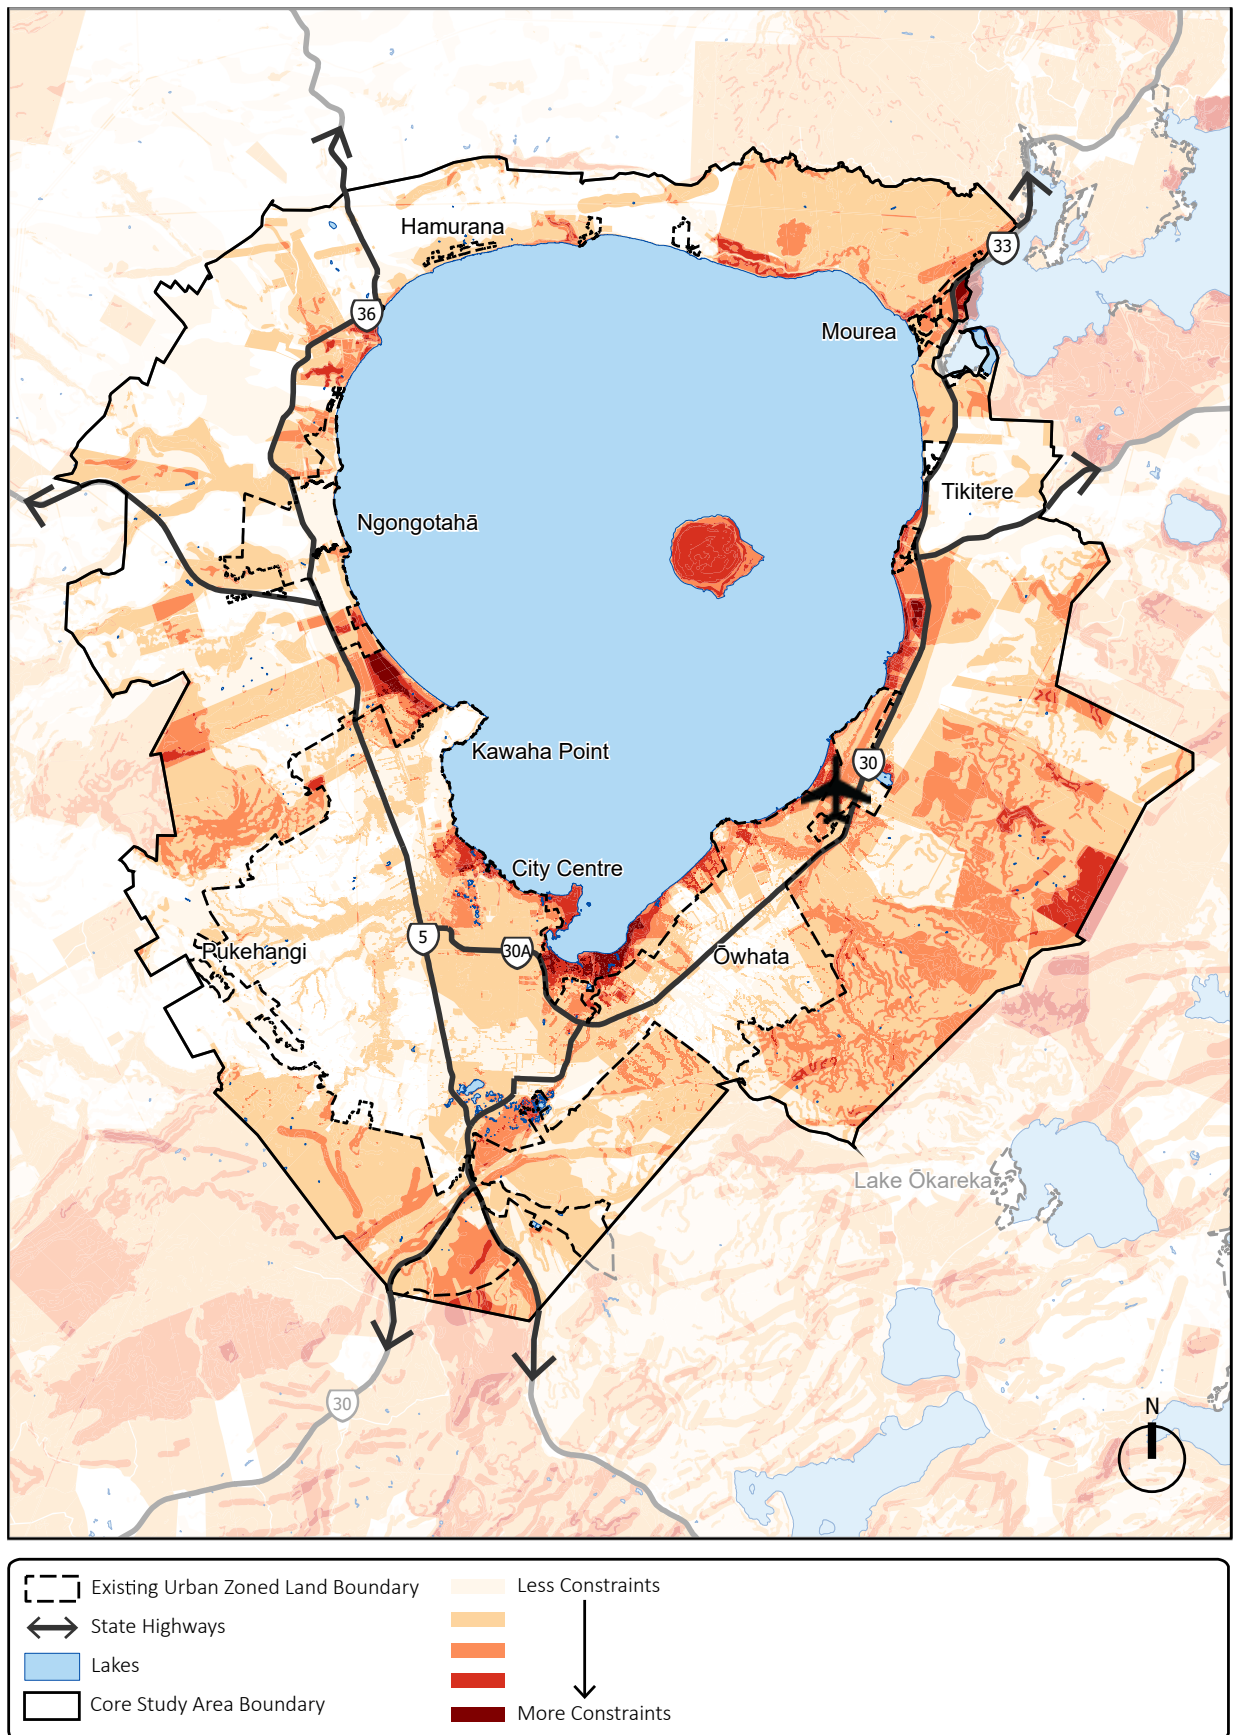 Hamurana
33
36
Mourea
Tikitere
Ngongotahā
Kawaha Point
30
City Centre
5
30A
Pukehangi
Ōwhata
Lake Ōkareka
30
N
Existing Urban Zoned Land Boundary
State Highways
Lakes
Core Study Area Boundary
Less Constraints
More Constraints